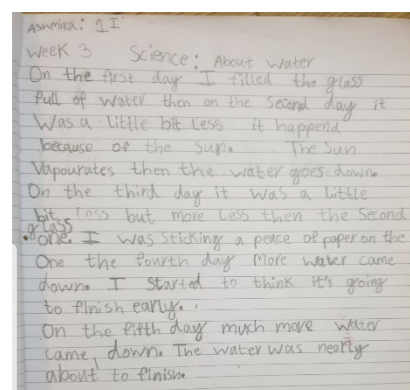 Ashmira: 1I
Week 3 Science: About water
On the first day I filled the glass
full of water then on the second day it
was a little bit less it happend
because of the sun. The sun
vapourates then the water goes down.
On the third day it was a little
bit less but more less then the second
glass
one. I was sticking a peace of paper on the
One the fourth day more water came
down. I started to think it's going
to finish early.
On the fifth day much more water
came down. The water was nearly
about to finish.